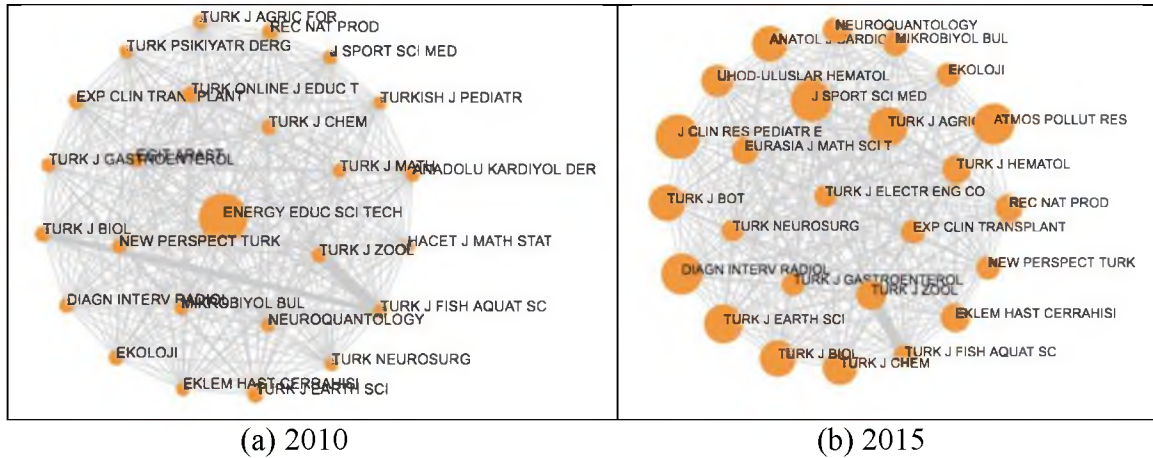 TURK J AGRIC FOR
REC NAT PROD
TURK PSIKIYATR DERG
J SPORT SCI MED
TURK ONLINE J EDUC T
EXP CLIN TRANSPLANT
TURKISH J PEDIATR
TURK J CHEM
EGIT ARAST
TURK J GASTROENTEROL
TURK J MATH
ANADOLU KARDIYOL DER
ENERGY EDUC SCI TECH
TURK J BIOL
NEW PERSPECT TURK
TURK J ZOOL
HACET J MATH STAT
DIAGN INTERV RADIOL
MIKROBIYOL BUL
TURK J FISH AQUAT SC
NEUROQUANTOLOGY
EKOLOJI
TURK NEUROSURG
EKLEM HAST CERRAHISI
TURK J EARTH SCI
(a) 2010
NEUROQUANTOLOGY
ANATOL J CARDIO
MIKROBIYOL BUL
UHOD-ULUSLAR HEMATOL
EKOLOJI
J SPORT SCI MED
J CLIN RES PEDIATR E
TURK J AGRIC
ATMOS POLLUT RES
EURASIA J MATH SCI T
TURK J HEMATOL
TURK J BOT
TURK J ELECTR ENG CO
REC NAT PROD
TURK NEUROSURG
EXP CLIN TRANSPLANT
DIAGN INTERV RADIOL
TURK J GASTROENTEROL
NEW PERSPECT TURK
TURK J ZOOL
TURK J EARTH SCI
EKLEM HAST CERRAHISI
TURK J BIOL
TURK J FISH AQUAT SC
TURK J CHEM
(b) 2015